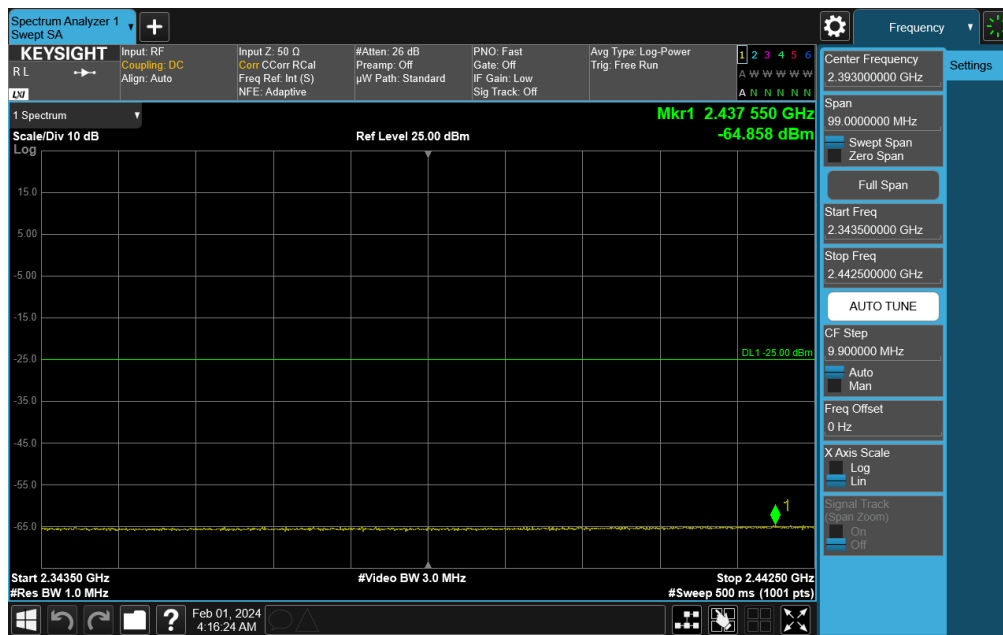 Spectrum Analyzer 1
Swept SA
+
Frequency
KEYSIGHT
R L
LXI
Input: RF
Coupling: DC
Align: Auto
Input Z: 50 Ω
Corr CCorr RCal
Freq Ref: Int (S)
NFE: Adaptive
#Atten: 26 dB
Preamp: Off
µW Path: Standard
PNO: Fast
Gate: Off
IF Gain: Low
Sig Track: Off
Avg Type: Log-Power
Trig: Free Run
1 2 3 4 5 6
A W W W W W
A N N N N N
1 Spectrum
Scale/Div 10 dB
Log
Ref Level 25.00 dBm
Mkr1 2.437 550 GHz
-64.858 dBm
15.0
5.00
-5.00
-15.0
-25.0
DL1 -25.00 dBm
-35.0
-45.0
-55.0
-65.0
1
Start 2.34350 GHz
#Res BW 1.0 MHz
#Video BW 3.0 MHz
Stop 2.44250 GHz
#Sweep 500 ms (1001 pts)
?
Feb 01, 2024
4:16:24 AM
Center Frequency
2.393000000 GHz
Settings
Span
99.0000000 MHz
Swept Span
Zero Span
Full Span
Start Freq
2.343500000 GHz
Stop Freq
2.442500000 GHz
AUTO TUNE
CF Step
9.900000 MHz
Auto
Man
Freq Offset
0 Hz
X Axis Scale
Log
Lin
Signal Track
(Span Zoom)
On
Off